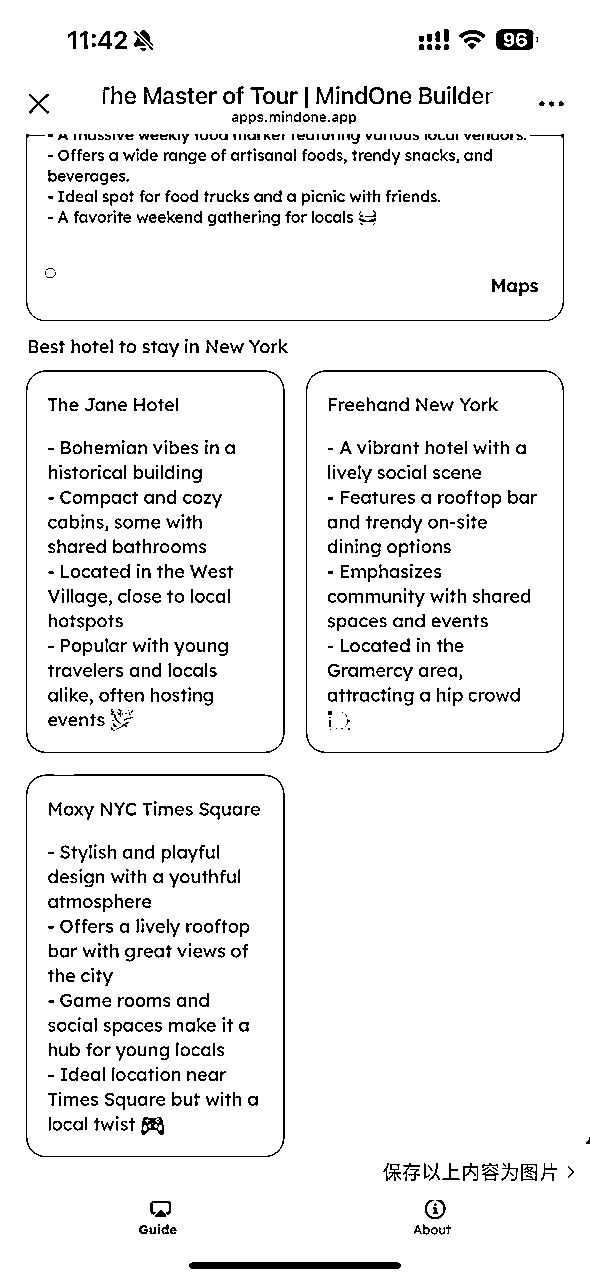 11:42
96
The Master of Tour | MindOne Builder
apps.mindone.app
- A massive weekly food market featuring various local vendors.
- Offers a wide range of artisanal foods, trendy snacks, and
beverages.
- Ideal spot for food trucks and a picnic with friends.
- A favorite weekend gathering for locals
Maps
Best hotel to stay in New York
The Jane Hotel
- Bohemian vibes in a
historical building
- Compact and cozy
cabins, some with
shared bathrooms
- Located in the West
Village, close to local
hotspots
- Popular with young
travelers and locals
alike, often hosting
events
Freehand New York
- A vibrant hotel with a
lively social scene
- Features a rooftop bar
and trendy on-site
dining options
- Emphasizes
community with shared
spaces and events
- Located in the
Gramercy area,
attracting a hip crowd
Moxy NYC Times Square
- Stylish and playful
design with a youthful
atmosphere
- Offers a lively rooftop
bar with great views of
the city
- Game rooms and
social spaces make it a
hub for young locals
- Ideal location near
Times Square but with a
local twist
保存以上内容为图片 >
Guide
About